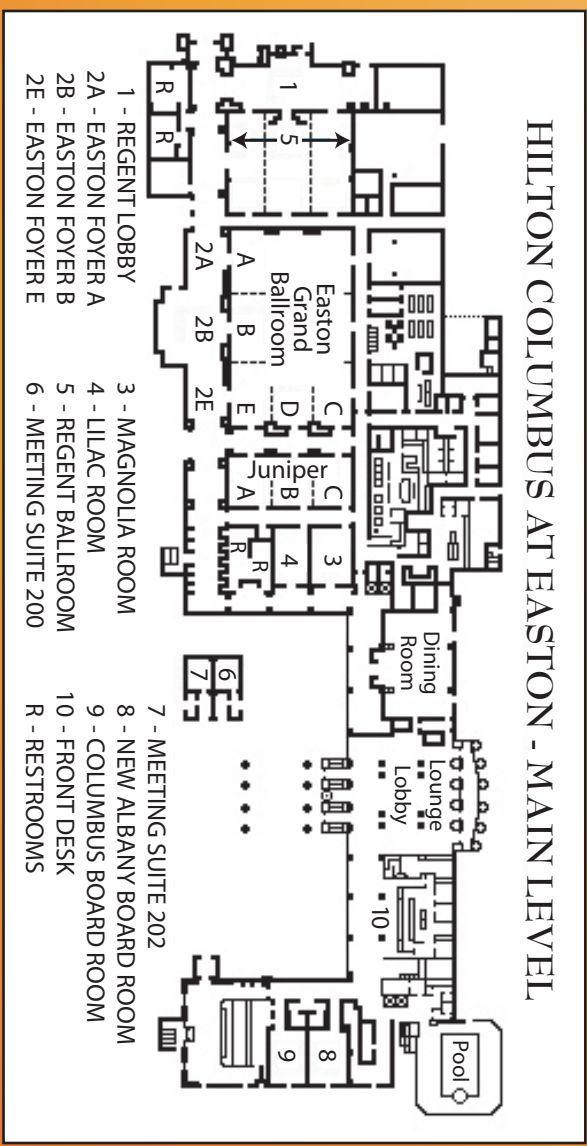 HILTON COLUMBUS AT EASTON - MAIN LEVEL
1
5
R
R
2A
2B
2E
A
B
E
D
C
Easton
Grand
Ballroom
Juniper
A
B
C
R
R
4
3
Dining
Room
Lounge
Lobby
10
6
7
9
8
Pool
1 - REGENT LOBBY
2A - EASTON FOYER A
2B - EASTON FOYER B
2E - EASTON FOYER E
3 - MAGNOLIA ROOM
4 - LILAC ROOM
5 - REGENT BALLROOM
6 - MEETING SUITE 200
7 - MEETING SUITE 202
8 - NEW ALBANY BOARD ROOM
9 - COLUMBUS BOARD ROOM
10 - FRONT DESK
R - RESTROOMS